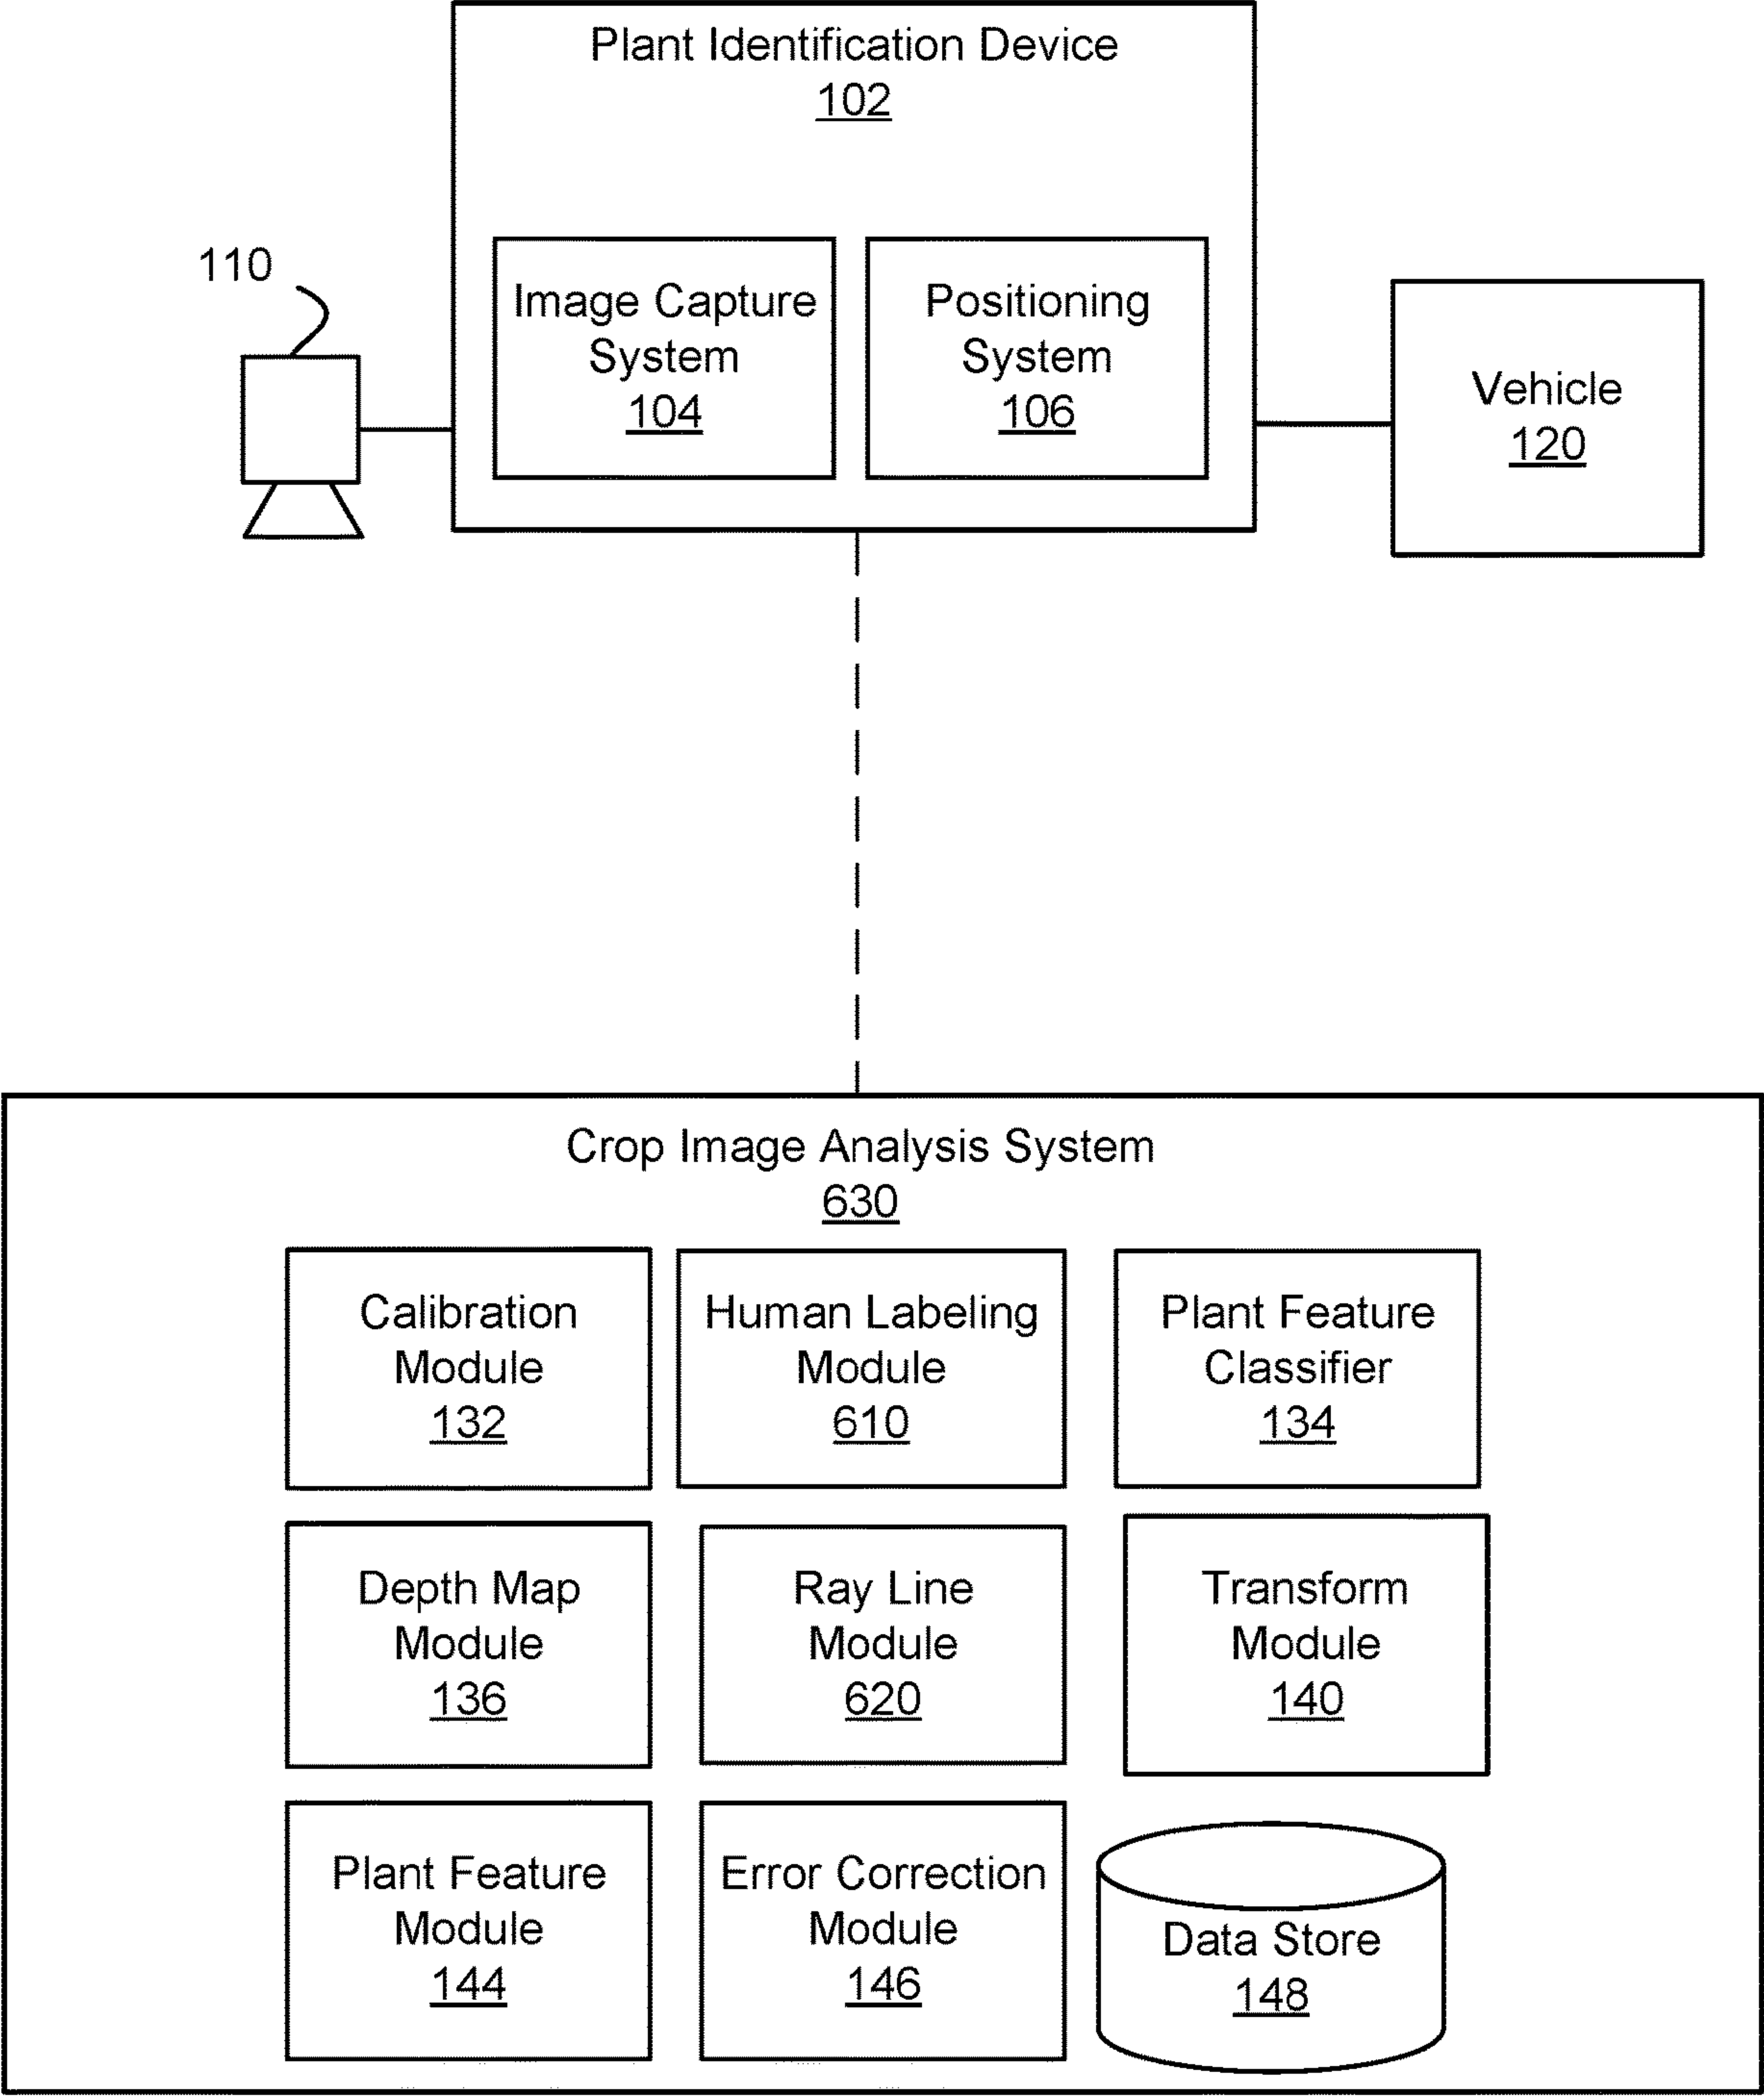 Plant Identification Device
102
110
Image Capture
System
104
Positioning
System
106
Vehicle
120
Crop Image Analysis System
630
Calibration
Module
132
Human Labeling
Module
610
Plant Feature
Classifier
134
Depth Map
Module
136
Ray Line
Module
620
Transform
Module
140
Plant Feature
Module
144
Error Correction
Module
146
Data Store
148